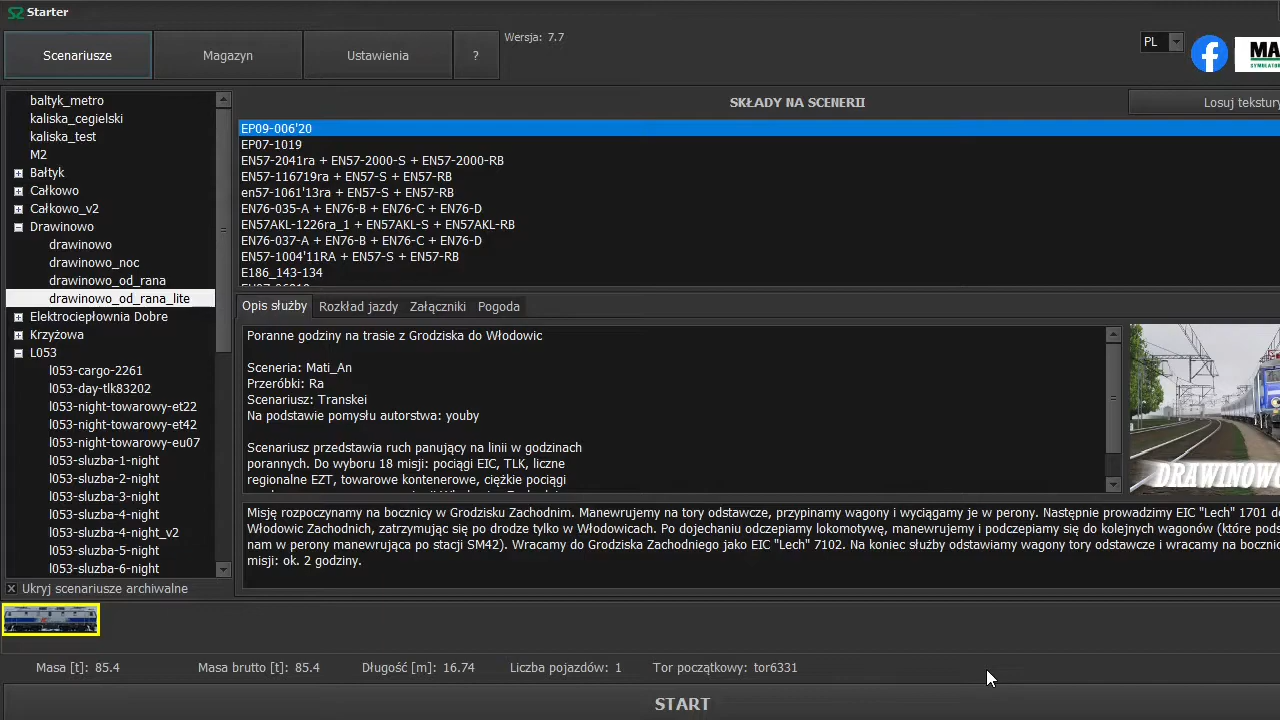 Starter
Scenariusze
Magazyn
Ustawienia
?
Wersja: 7.7
PL
MA
baltyk_metro
kaliska_cegielski
kaliska_test
M2
Bałtyk
Całkowo
Całkowo_v2
Drawinowo
drawinowo
drawinowo_noc
drawinowo_od_rana
drawinowo_od_rana_lite
Elektrociepłownia Dobre
Krzyżowa
L053
l053-cargo-2261
l053-day-tlk83202
l053-night-towarowy-et22
l053-night-towarowy-et42
l053-night-towarowy-eu07
l053-sluzba-1-night
l053-sluzba-2-night
l053-sluzba-3-night
l053-sluzba-4-night
l053-sluzba-4-night_v2
l053-sluzba-5-night
l053-sluzba-6-night
Ukryj scenariusze archiwalne
SKŁADY NA SCENERII
Losuj tekstury
EP09-006'20
EP07-1019
EN57-2041ra + EN57-2000-S + EN57-2000-RB
EN57-116719ra + EN57-S + EN57-RB
en57-1061'13ra + EN57-S + EN57-RB
EN76-035-A + EN76-B + EN76-C + EN76-D
EN57AKL-1226ra_1 + EN57AKL-S + EN57AKL-RB
EN76-037-A + EN76-B + EN76-C + EN76-D
EN57-1004'11RA + EN57-S + EN57-RB
E186_143-134
Opis służby
Rozkład jazdy
Załączniki
Pogoda
Poranne godziny na trasie z Grodziska do Włodowic
Sceneria: Mati_An
Przeróbki: Ra
Scenariusz: Transkei
Na podstawie pomysłu autorstwa: youby
Scenariusz przedstawia ruch panujący na linii w godzinach
porannych. Do wyboru 18 misji: pociągi EIC, TLK, liczne
regionalne EZT, towarowe kontenerowe, ciężkie pociągi
DRAWINOWO
Misję rozpoczynamy na bocznicy w Grodzisku Zachodnim. Manewrujemy na tory odstawcze, przypinamy wagony i wyciągamy je w perony. Następnie prowadzimy EIC "Lech" 1701 do
Włodowic Zachodnich, zatrzymując się po drodze tylko w Włodowicach. Po dojechaniu odczepiamy lokomotywę, manewrujemy i podczepiamy się do kolejnych wagonów (które pods
nam w perony manewrująca po stacji SM42). Wracamy do Grodziska Zachodniego jako EIC "Lech" 7102. Na koniec służby odstawiamy wagony tory odstawcze i wracamy na bocznic
misji: ok. 2 godziny.
Masa [t]: 85.4
Masa brutto [t]: 85.4
Długość [m]: 16.74
Liczba pojazdów: 1
Tor początkowy: tor6331
START